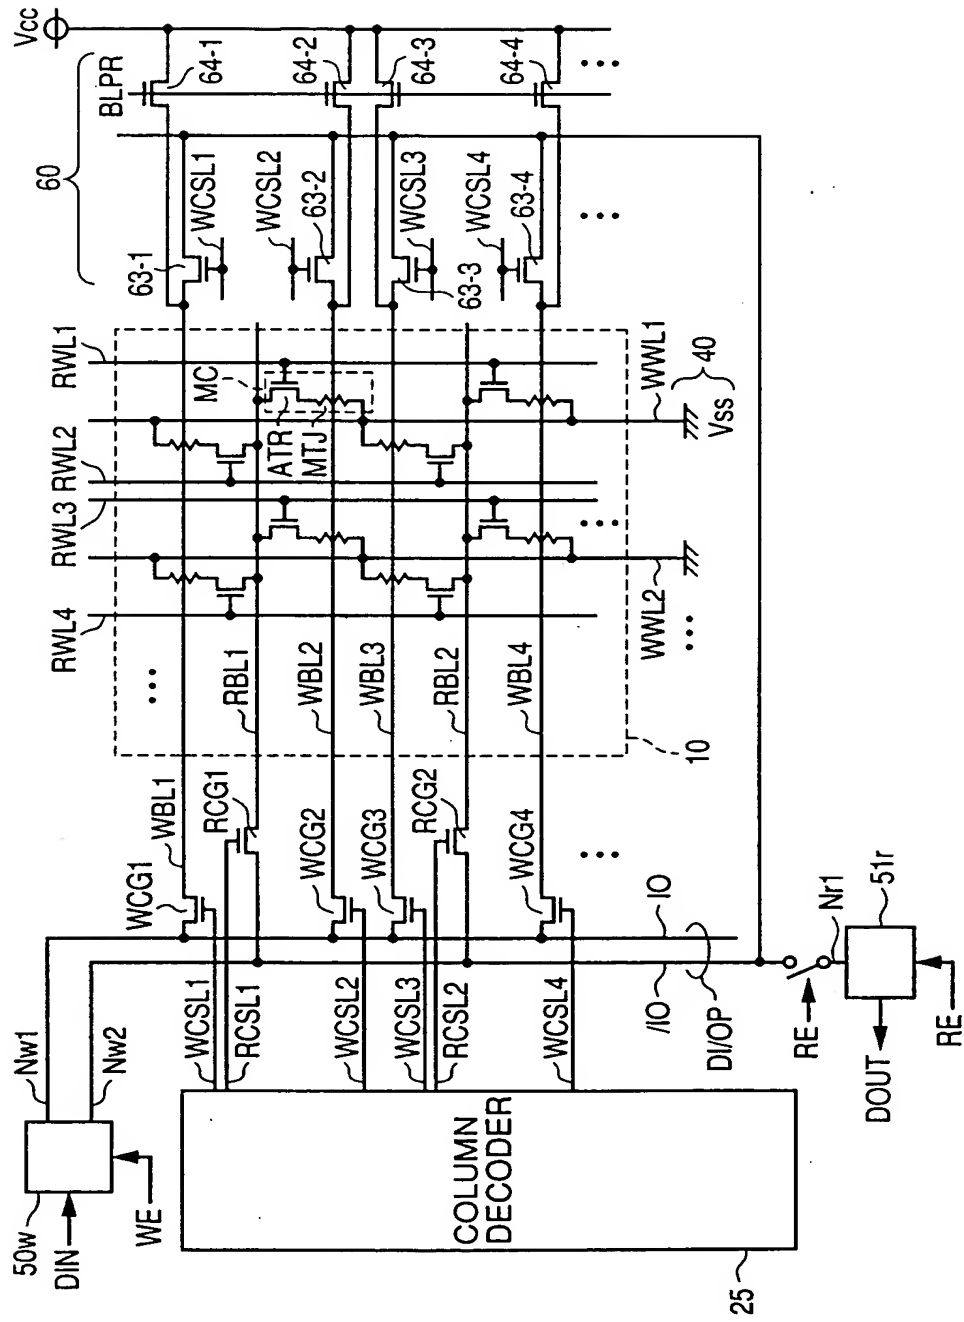 Vcc
60
BLPR
64-1
64-2
64-3
64-4
63-1
WCSL1
WCSL2
63-2
WCSL3
63-3
WCSL4
63-4
RWL1
RWL2
RWL3
RWL4
MC
ATR
MTJ
WWL1
40
Vss
WWL2
RBL1
WBL2
WBL3
RBL2
WBL4
10
WBL1
WCG1
RCG1
WCG2
WCG3
RCG2
WCG4
IO
/IO
DI/OP
Nr1
51r
RE
DOUT
RE
Nw1
Nw2
WCSL1
RCSL1
WCSL2
WCSL3
RCSL2
WCSL4
50w
DIN
WE
COLUMN
DECODER
25